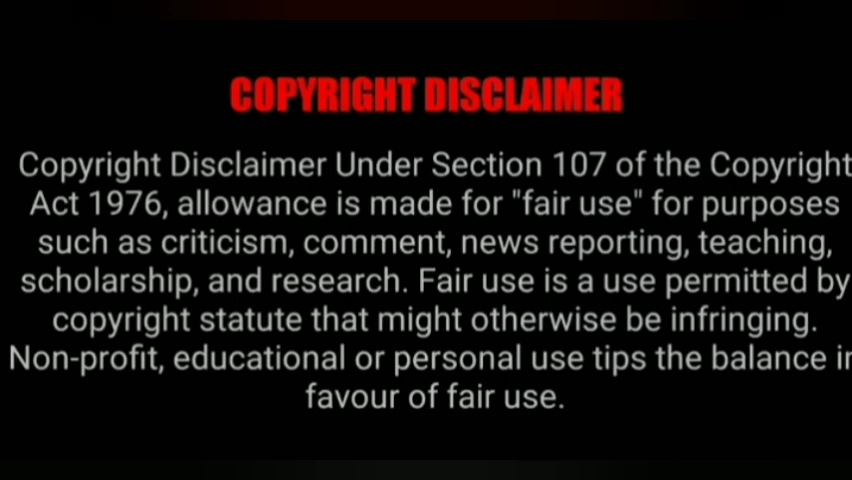 COPYRIGHT DISCLAIMER
Copyright Disclaimer Under Section 107 of the Copyright
Act 1976, allowance is made for "fair use" for purposes
such as criticism, comment, news reporting, teaching,
scholarship, and research. Fair use is a use permitted by
copyright statute that might otherwise be infringing.
Non-profit, educational or personal use tips the balance in
favour of fair use.